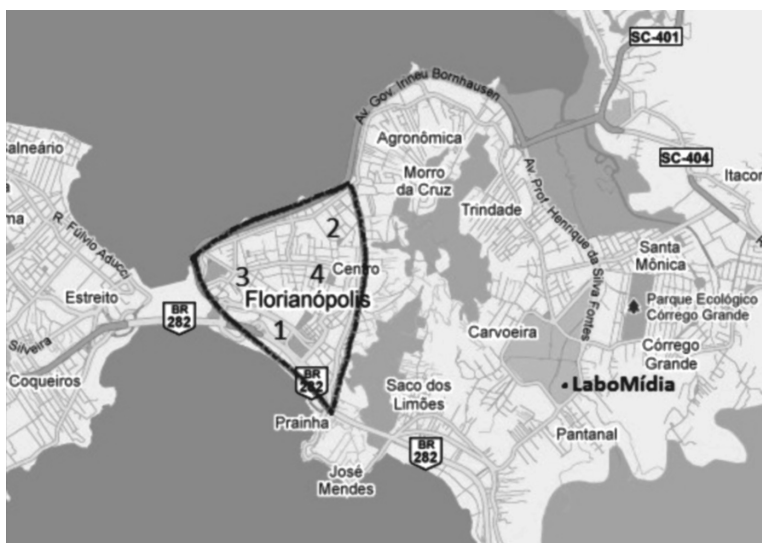 SC-401
Av. Gov. Irineu Bornhausen
alneário
Agronômica
SC-404
Morro
da Cruz
Itacor
ma
R. Fúlvio Aducci
Av. Prof. Henrique da Silva Fontes
Trindade
2
Santa
Mônica
3
4
Centro
Estreito
Florianópolis
Parque Ecológico
Córrego Grande
BR
282
1
Carvoeira
Silveira
Córrego
Grande
Coqueiros
BR
282
Saco dos
Limões
LaboMídia
Prainha
BR
282
Pantanal
José
Mendes